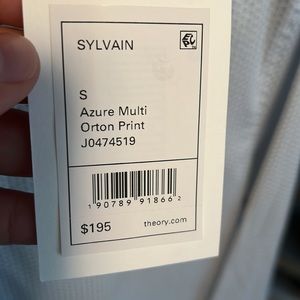 SYLVAIN
S
Azure Multi
Orton Print
J0474519
1 90789 91866 2
$195 theory.com